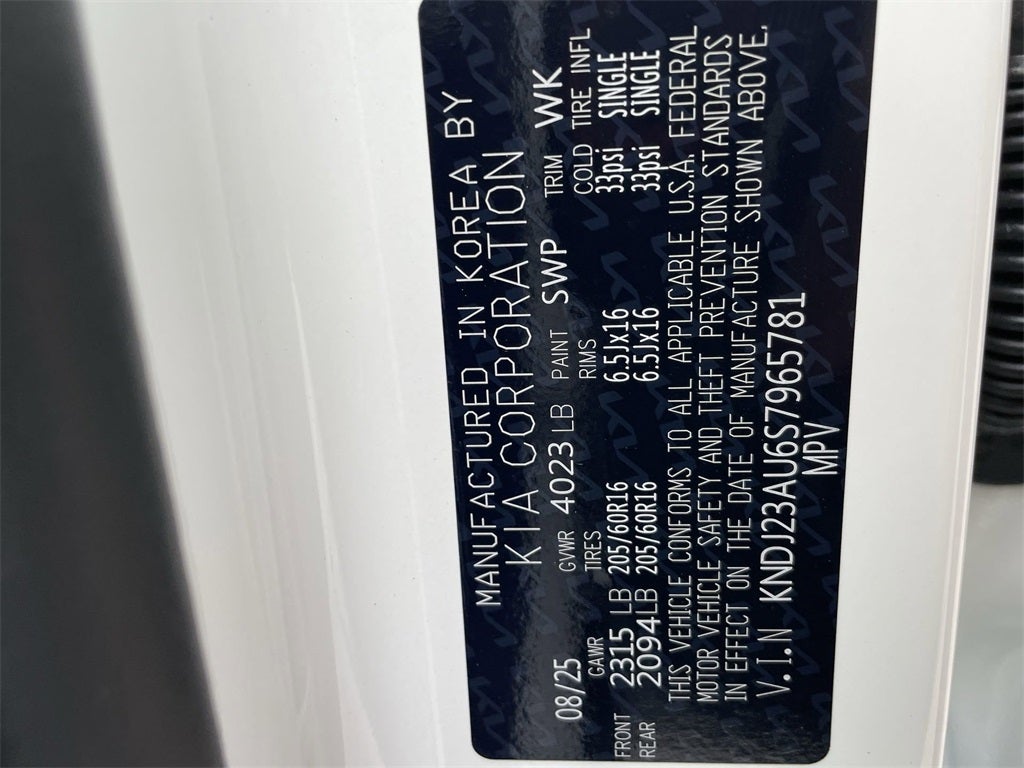 MANUFACTURED IN KOREA BY
KIA CORPORATION
08/25 GVWR 4023 LB PAINT SWP TRIM WK
GAWR TIRES RIMS COLD TIRE INFL
FRONT 2315 LB 205/60R16 6.5Jx16 33psi SINGLE
REAR 2094 LB 205/60R16 6.5Jx16 33psi SINGLE
THIS VEHICLE CONFORMS TO ALL APPLICABLE U.S.A. FEDERAL
MOTOR VEHICLE SAFETY AND THEFT PREVENTION STANDARDS
IN EFFECT ON THE DATE OF MANUFACTURE SHOWN ABOVE.
V.I.N KNDJ23AU6S7965781
MPV